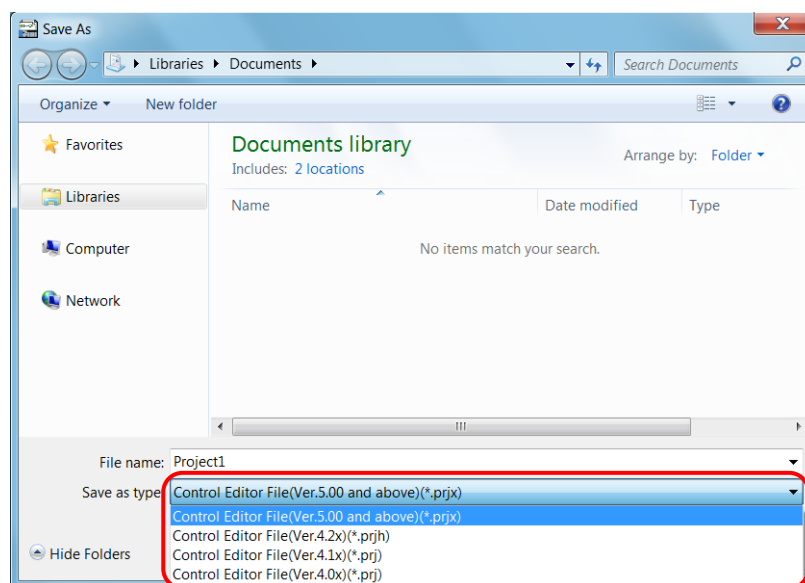 Save As
Libraries Documents
Search Documents
Organize New folder
Favorites
Documents library
Includes: 2 locations
Arrange by: Folder
Libraries
Name Date modified Type
Computer
No items match your search.
Network
File name: Project1
Save as type: Control Editor File(Ver.5.00 and above)(*.prjx)
Control Editor File(Ver.5.00 and above)(*.prjx)
Control Editor File(Ver.4.2x)(*.prjh)
Hide Folders
Control Editor File(Ver.4.1x)(*.prj)
Control Editor File(Ver.4.0x)(*.prj)